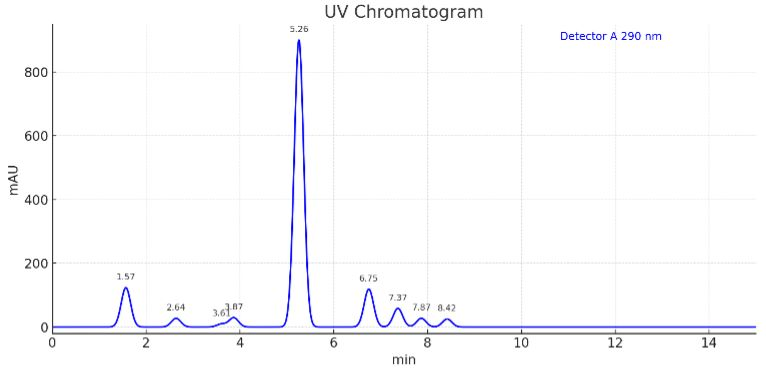 UV Chromatogram
Detector A 290 nm
5.26
1.57
2.64
3.61
3.87
6.75
7.37
7.87
8.42
mAU
800
600
400
200
0
0 2 4 6 8 10 12 14
min